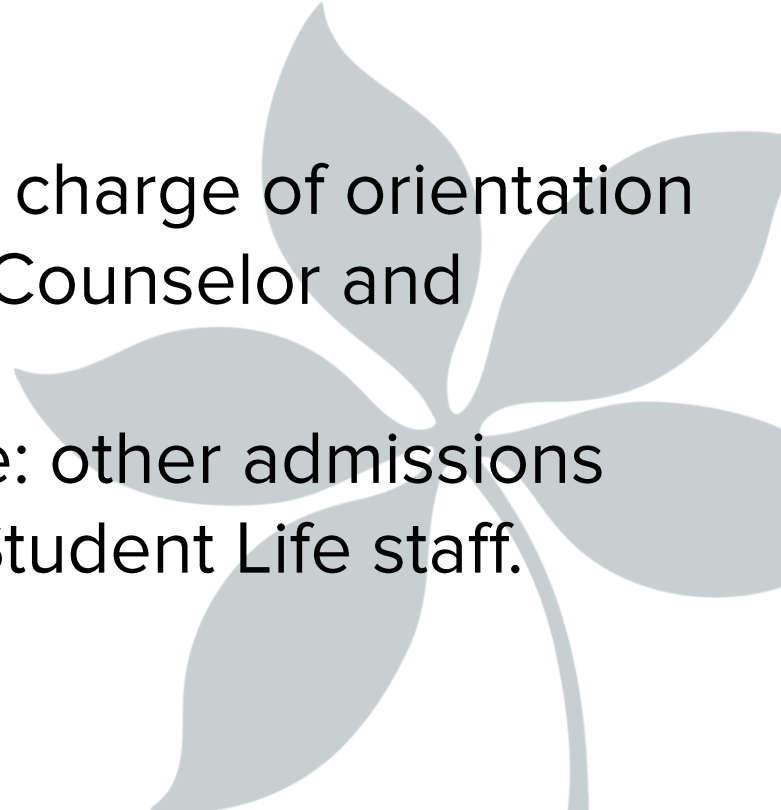 charge of orientation
Counselor and
e: other admissions
Student Life staff.